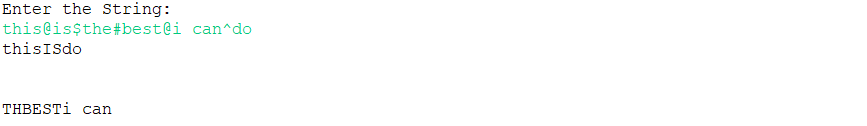 Enter the String:
this@is$the#best@i can^do
thisISdo
THBESTi can